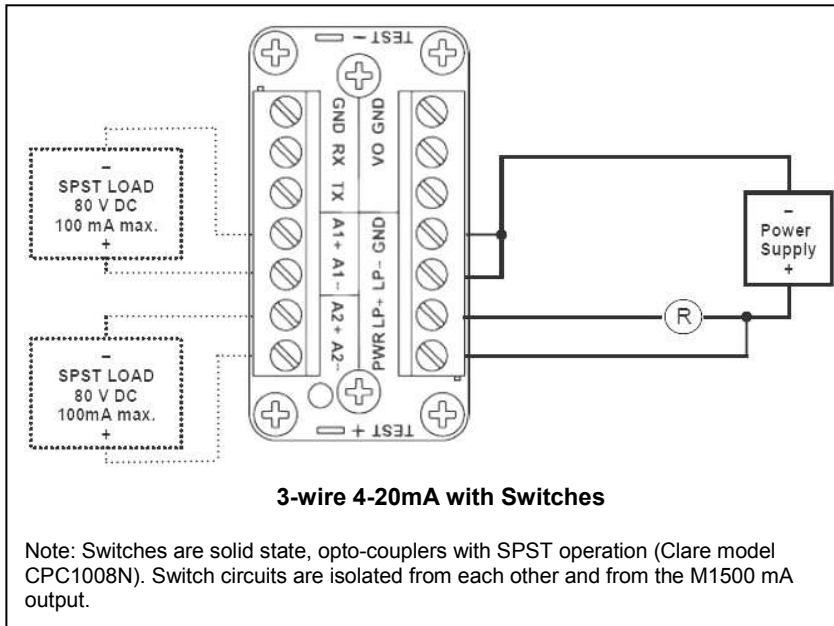 TEST -
GND RX TX A1+ A1- A2+ A2-
VO GND LP- GND PWR LP+
-
SPST LOAD
80 V DC
100 mA max.
+
-
SPST LOAD
80 V DC
100mA max.
+
-
Power
Supply
+
R
TEST +
3-wire 4-20mA with Switches
Note: Switches are solid state, opto-couplers with SPST operation (Clare model
CPC1008N). Switch circuits are isolated from each other and from the M1500 mA
output.